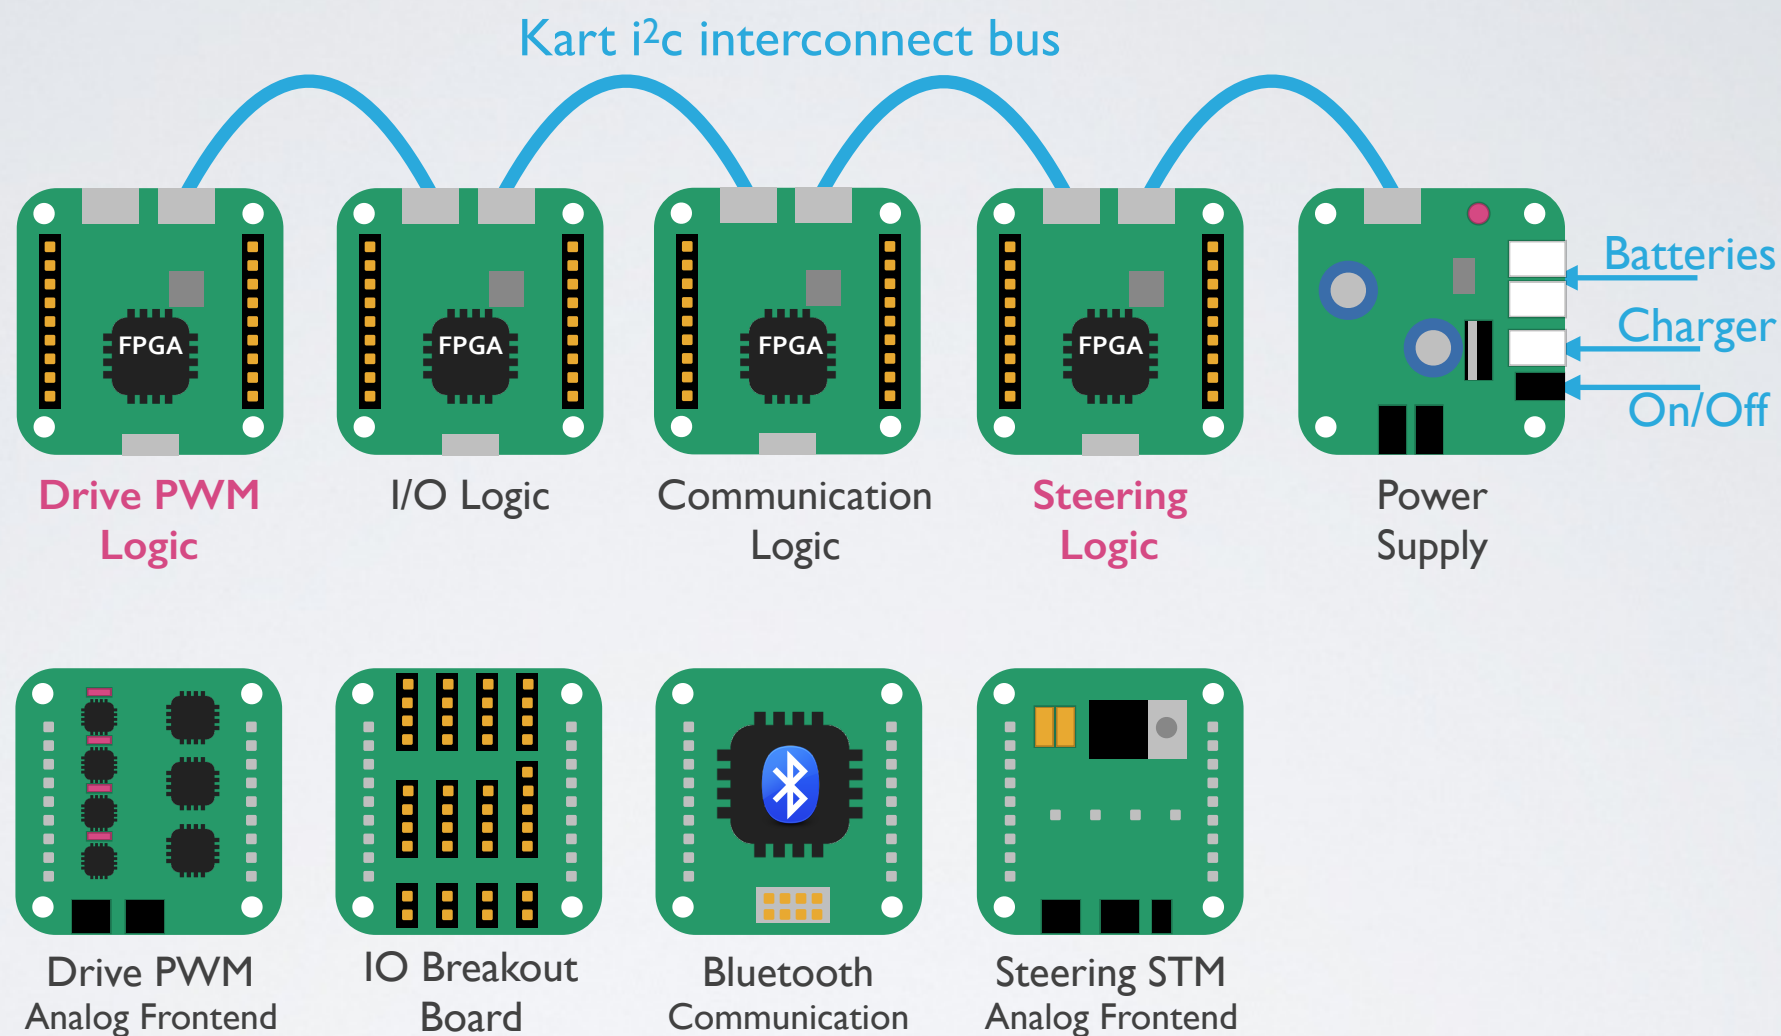 Kart i²c interconnect bus
Batteries
Charger
On/Off
FPGA
FPGA
FPGA
FPGA
Drive PWM
Logic
I/O Logic
Communication
Logic
Steering
Logic
Power
Supply
Drive PWM
Analog Frontend
IO Breakout
Board
Bluetooth
Communication
Steering STM
Analog Frontend